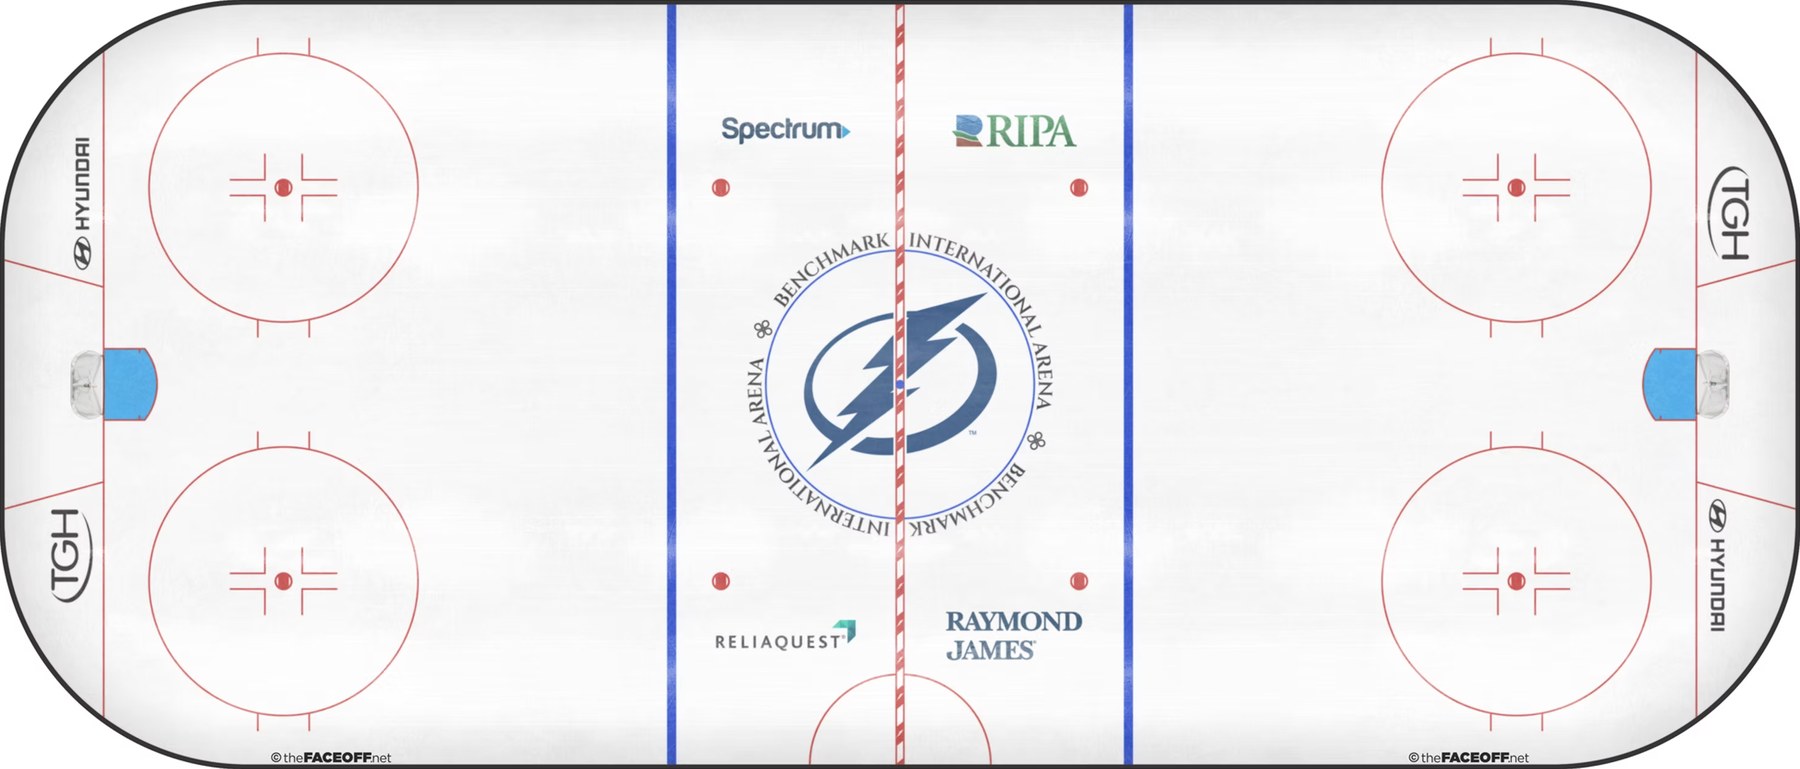 Spectrum
RIPA
HYUNDAI
TGH
BENCHMARK INTERNATIONAL ARENA
BENCHMARK INTERNATIONAL ARENA
TM
TGH
HYUNDAI
RELIAQUEST
RAYMOND
JAMES
©theFACEOFF.net
©theFACEOFF.net